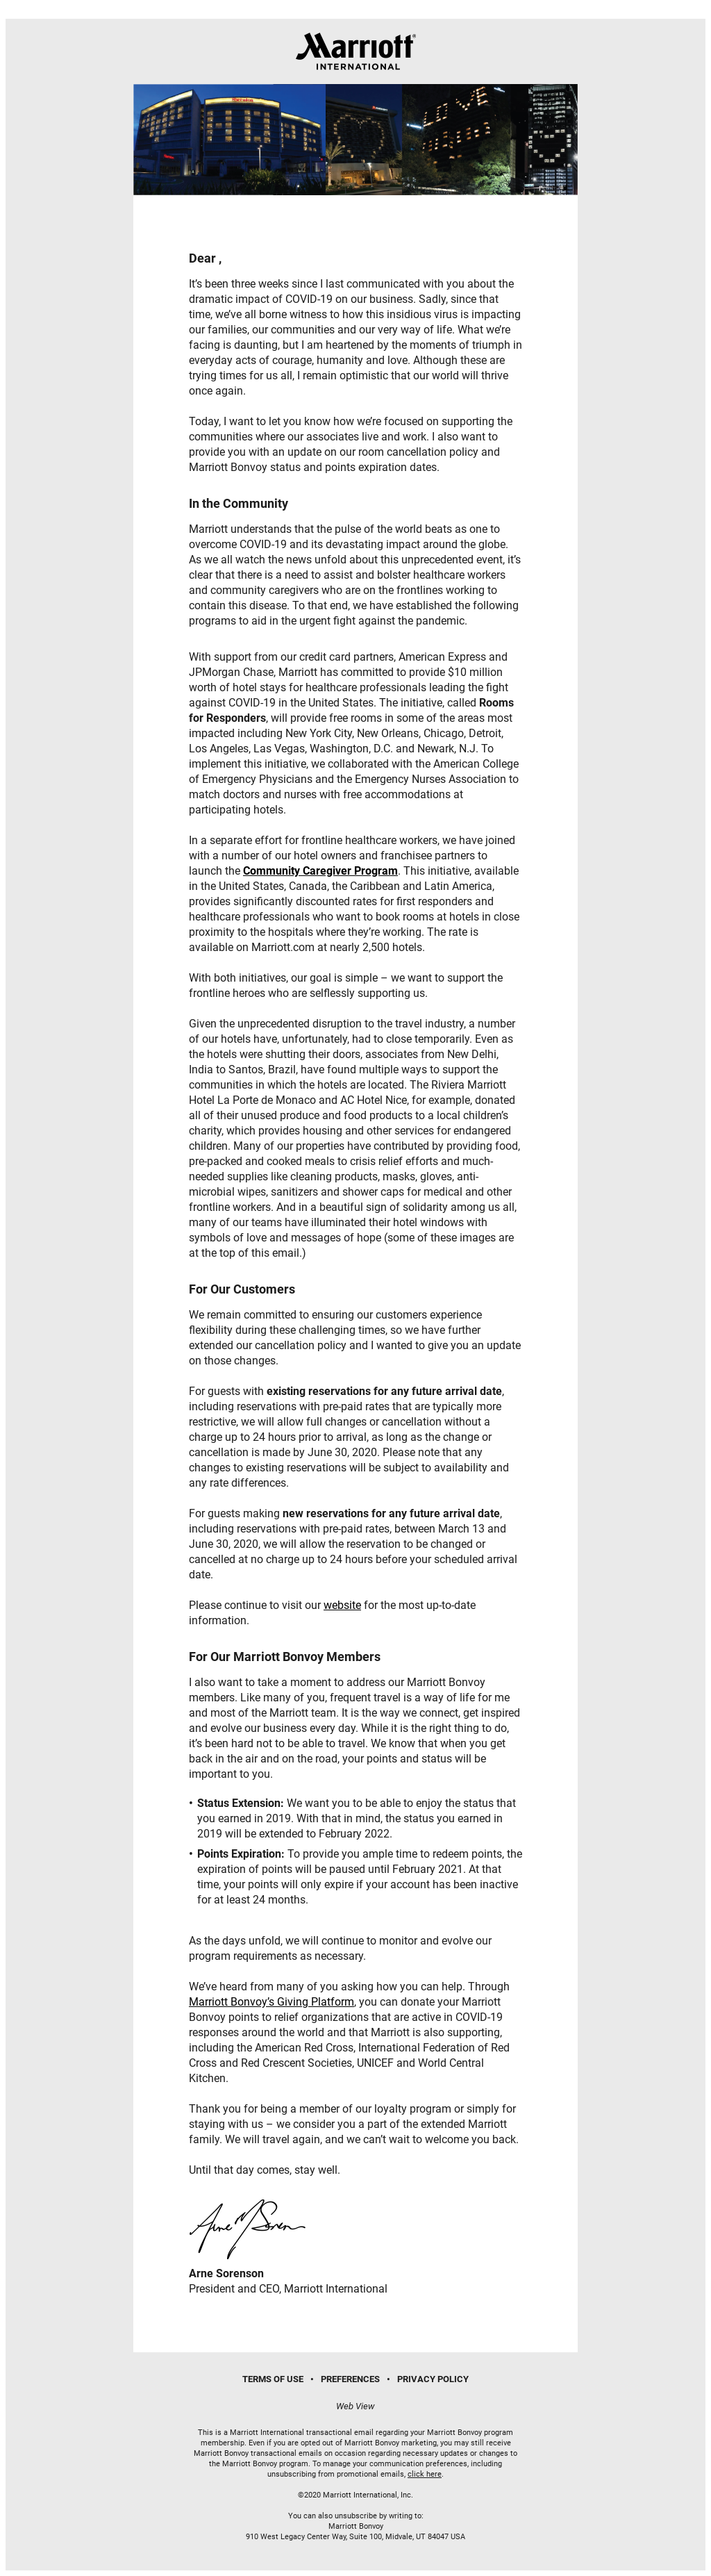 Marriott®
INTERNATIONAL
Dear ,
It’s been three weeks since I last communicated with you about the
dramatic impact of COVID-19 on our business. Sadly, since that
time, we’ve all borne witness to how this insidious virus is impacting
our families, our communities and our very way of life. What we’re
facing is daunting, but I am heartened by the moments of triumph in
everyday acts of courage, humanity and love. Although these are
trying times for us all, I remain optimistic that our world will thrive
once again.
Today, I want to let you know how we’re focused on supporting the
communities where our associates live and work. I also want to
provide you with an update on our room cancellation policy and
Marriott Bonvoy status and points expiration dates.
In the Community
Marriott understands that the pulse of the world beats as one to
overcome COVID-19 and its devastating impact around the globe.
As we all watch the news unfold about this unprecedented event, it’s
clear that there is a need to assist and bolster healthcare workers
and community caregivers who are on the frontlines working to
contain this disease. To that end, we have established the following
programs to aid in the urgent fight against the pandemic.
With support from our credit card partners, American Express and
JPMorgan Chase, Marriott has committed to provide $10 million
worth of hotel stays for healthcare professionals leading the fight
against COVID-19 in the United States. The initiative, called Rooms
for Responders, will provide free rooms in some of the areas most
impacted including New York City, New Orleans, Chicago, Detroit,
Los Angeles, Las Vegas, Washington, D.C. and Newark, N.J. To
implement this initiative, we collaborated with the American College
of Emergency Physicians and the Emergency Nurses Association to
match doctors and nurses with free accommodations at
participating hotels.
In a separate effort for frontline healthcare workers, we have joined
with a number of our hotel owners and franchisee partners to
launch the Community Caregiver Program. This initiative, available
in the United States, Canada, the Caribbean and Latin America,
provides significantly discounted rates for first responders and
healthcare professionals who want to book rooms at hotels in close
proximity to the hospitals where they’re working. The rate is
available on Marriott.com at nearly 2,500 hotels.
With both initiatives, our goal is simple – we want to support the
frontline heroes who are selflessly supporting us.
Given the unprecedented disruption to the travel industry, a number
of our hotels have, unfortunately, had to close temporarily. Even as
the hotels were shutting their doors, associates from New Delhi,
India to Santos, Brazil, have found multiple ways to support the
communities in which the hotels are located. The Riviera Marriott
Hotel La Porte de Monaco and AC Hotel Nice, for example, donated
all of their unused produce and food products to a local children’s
charity, which provides housing and other services for endangered
children. Many of our properties have contributed by providing food,
pre-packed and cooked meals to crisis relief efforts and much-
needed supplies like cleaning products, masks, gloves, anti-
microbial wipes, sanitizers and shower caps for medical and other
frontline workers. And in a beautiful sign of solidarity among us all,
many of our teams have illuminated their hotel windows with
symbols of love and messages of hope (some of these images are
at the top of this email.)
For Our Customers
We remain committed to ensuring our customers experience
flexibility during these challenging times, so we have further
extended our cancellation policy and I wanted to give you an update
on those changes.
For guests with existing reservations for any future arrival date,
including reservations with pre-paid rates that are typically more
restrictive, we will allow full changes or cancellation without a
charge up to 24 hours prior to arrival, as long as the change or
cancellation is made by June 30, 2020. Please note that any
changes to existing reservations will be subject to availability and
any rate differences.
For guests making new reservations for any future arrival date,
including reservations with pre-paid rates, between March 13 and
June 30, 2020, we will allow the reservation to be changed or
cancelled at no charge up to 24 hours before your scheduled arrival
date.
Please continue to visit our website for the most up-to-date
information.
For Our Marriott Bonvoy Members
I also want to take a moment to address our Marriott Bonvoy
members. Like many of you, frequent travel is a way of life for me
and most of the Marriott team. It is the way we connect, get inspired
and evolve our business every day. While it is the right thing to do,
it’s been hard not to be able to travel. We know that when you get
back in the air and on the road, your points and status will be
important to you.
• Status Extension: We want you to be able to enjoy the status that
you earned in 2019. With that in mind, the status you earned in
2019 will be extended to February 2022.
• Points Expiration: To provide you ample time to redeem points, the
expiration of points will be paused until February 2021. At that
time, your points will only expire if your account has been inactive
for at least 24 months.
As the days unfold, we will continue to monitor and evolve our
program requirements as necessary.
We’ve heard from many of you asking how you can help. Through
Marriott Bonvoy’s Giving Platform, you can donate your Marriott
Bonvoy points to relief organizations that are active in COVID-19
responses around the world and that Marriott is also supporting,
including the American Red Cross, International Federation of Red
Cross and Red Crescent Societies, UNICEF and World Central
Kitchen.
Thank you for being a member of our loyalty program or simply for
staying with us – we consider you a part of the extended Marriott
family. We will travel again, and we can’t wait to welcome you back.
Until that day comes, stay well.
Arne Sorenson
President and CEO, Marriott International
TERMS OF USE • PREFERENCES • PRIVACY POLICY
Web View
This is a Marriott International transactional email regarding your Marriott Bonvoy program
membership. Even if you are opted out of Marriott Bonvoy marketing, you may still receive
Marriott Bonvoy transactional emails on occasion regarding necessary updates or changes to
the Marriott Bonvoy program. To manage your communication preferences, including
unsubscribing from promotional emails, click here.
©2020 Marriott International, Inc.
You can also unsubscribe by writing to:
Marriott Bonvoy
910 West Legacy Center Way, Suite 100, Midvale, UT 84047 USA